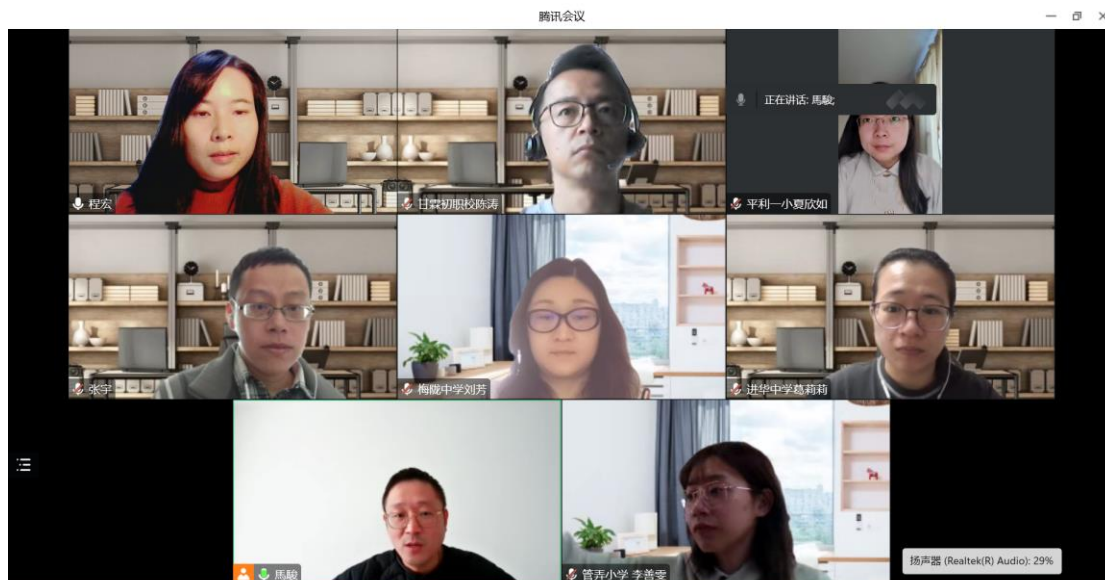 腾讯会议
正在讲话: 馬駿;
程宏
甘霖初职校陈涛
平利一小夏欣如
张宇
梅陇中学刘芳
进华中学葛莉莉
馬駿
管弄小学 李善雯
扬声器 (Realtek(R) Audio): 29%